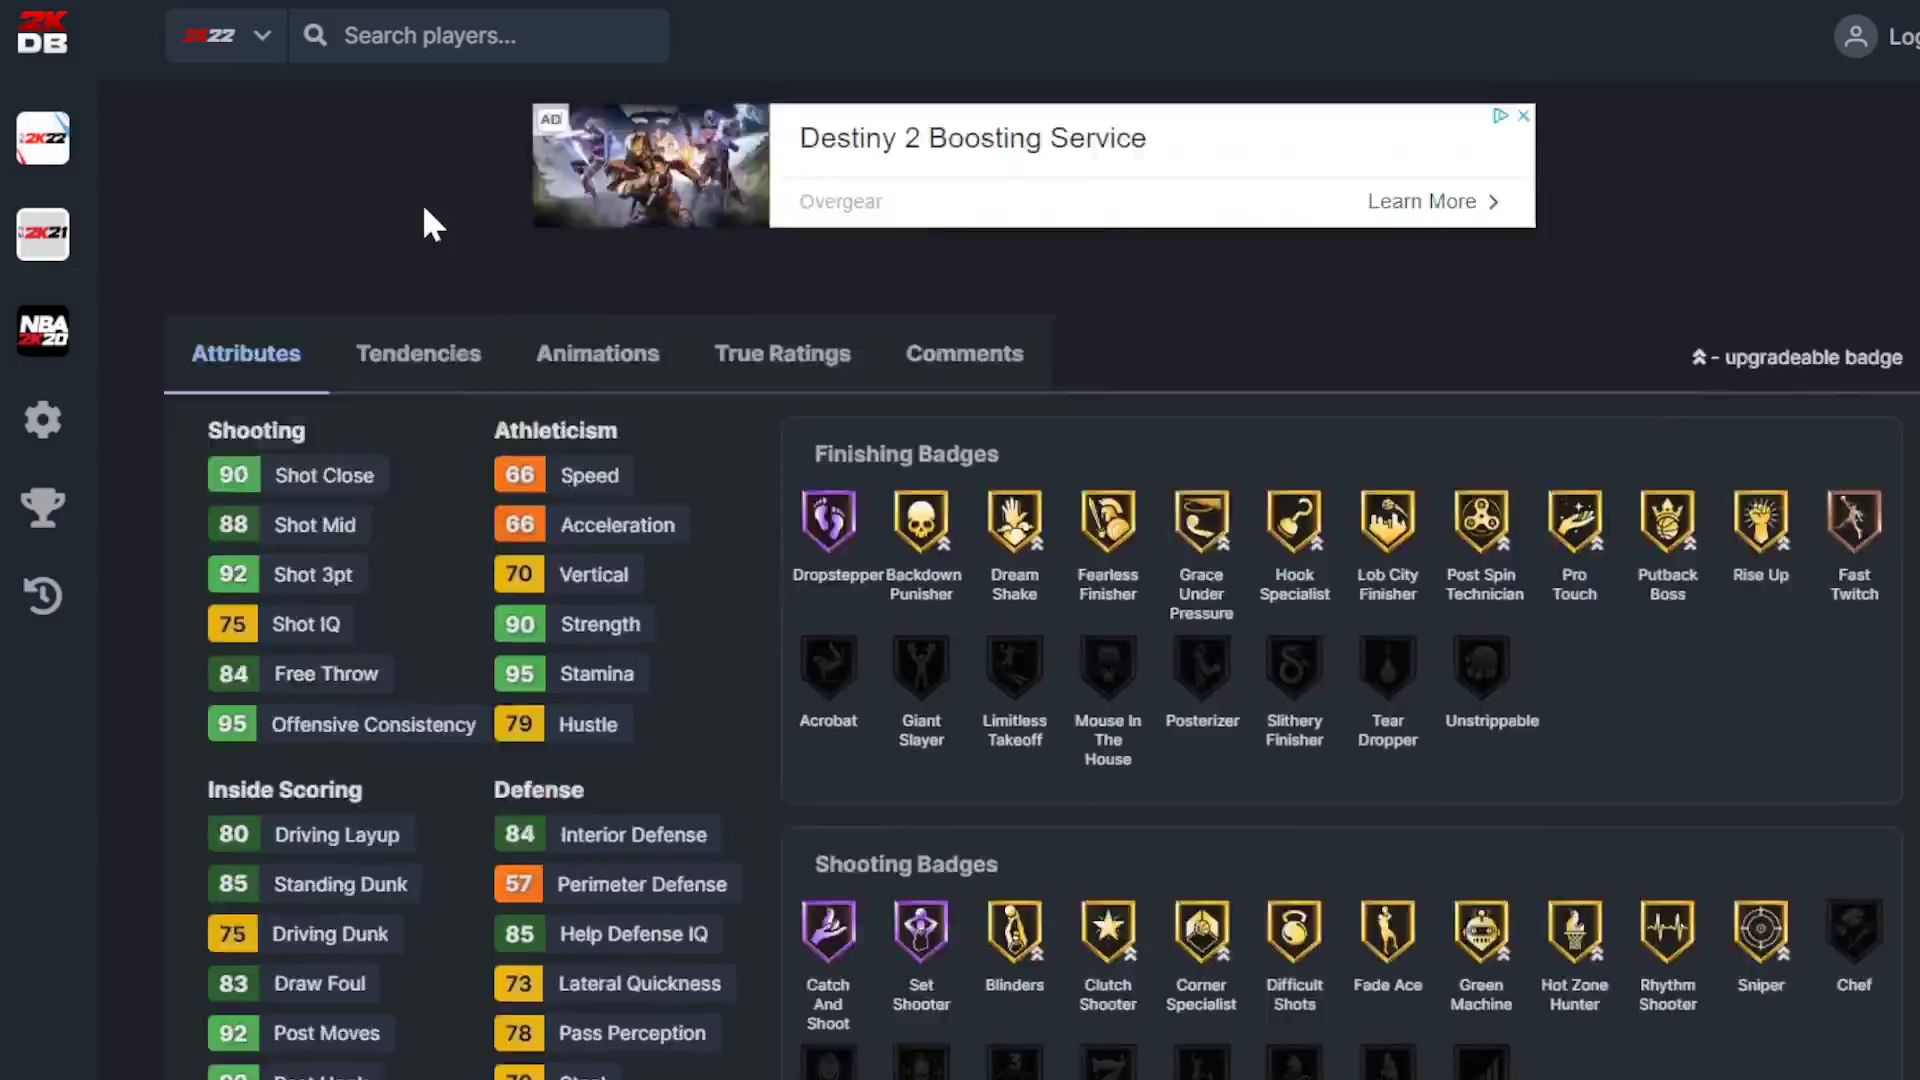 2K
DB
2K22
Search players...
Log
AD
Destiny 2 Boosting Service
Overgear
Learn More
2K22
2K21
NBA
2K20
Attributes
Tendencies
Animations
True Ratings
Comments
- upgradeable badge
Shooting
90 Shot Close
88 Shot Mid
92 Shot 3pt
75 Shot IQ
84 Free Throw
95 Offensive Consistency
Athleticism
66 Speed
66 Acceleration
70 Vertical
90 Strength
95 Stamina
79 Hustle
Inside Scoring
80 Driving Layup
85 Standing Dunk
75 Driving Dunk
83 Draw Foul
92 Post Moves
Defense
84 Interior Defense
57 Perimeter Defense
85 Help Defense IQ
73 Lateral Quickness
78 Pass Perception
Finishing Badges
Dropstepper
Backdown
Punisher
Dream
Shake
Fearless
Finisher
Grace
Under
Pressure
Hook
Specialist
Lob City
Finisher
Post Spin
Technician
Pro
Touch
Putback
Boss
Rise Up
Fast
Twitch
Acrobat
Giant
Slayer
Limitless
Takeoff
Mouse In
The
House
Posterizer
Slithery
Finisher
Tear
Dropper
Unstrippable
Shooting Badges
Catch
And
Shoot
Set
Shooter
Blinders
Clutch
Shooter
Corner
Specialist
Difficult
Shots
Fade Ace
Green
Machine
Hot Zone
Hunter
Rhythm
Shooter
Sniper
Chef
3